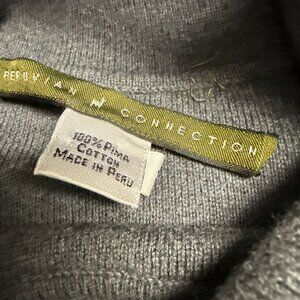 PERUVIAN CONNECTION
100% PIMA
COTTON
MADE IN PERU